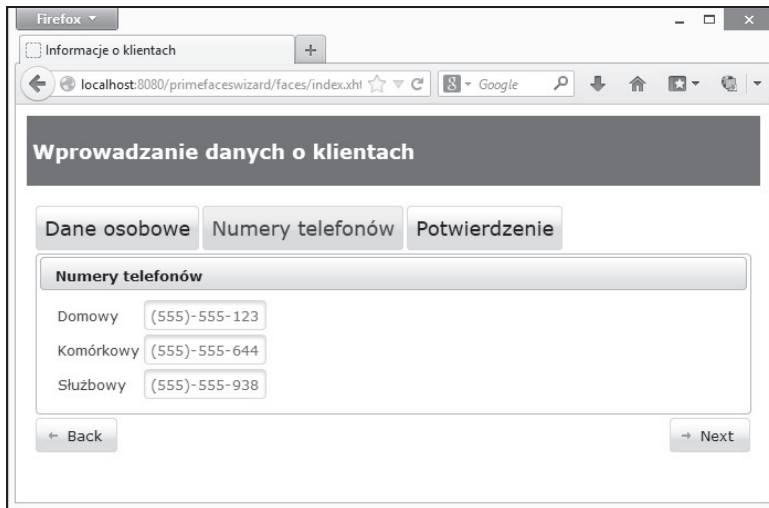 Firefox
Informacje o klientach
localhost:8080/primefaceswizard/faces/index.xht
Google
Wprowadzanie danych o klientach
Dane osobowe Numery telefonów Potwierdzenie
Numery telefonów
Domowy (555)-555-123
Komórkowy (555)-555-644
Służbowy (555)-555-938
← Back → Next